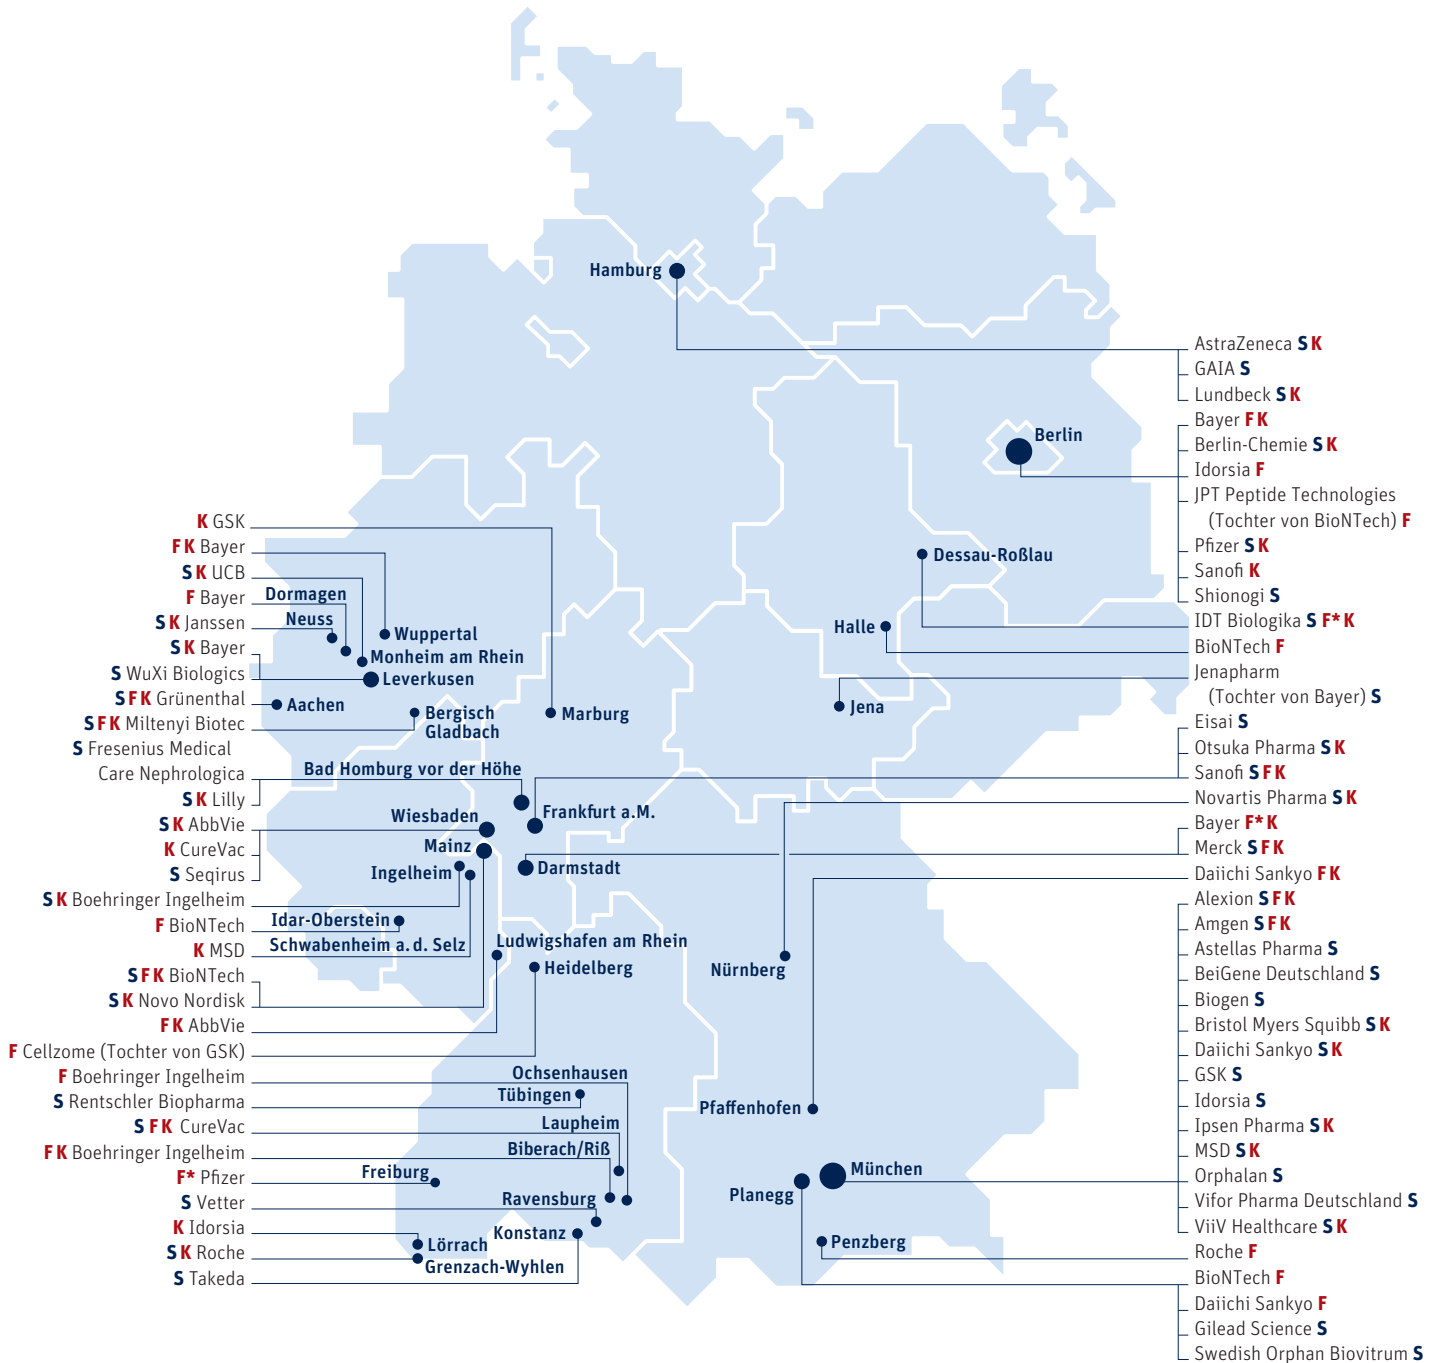 Hamburg
AstraZeneca S K
GAIA S
Lundbeck S K
Bayer F K
Berlin
Berlin-Chemie S K
Idorsia F
JPT Peptide Technologies
(Tochter von BioNTech) F
Pfizer S K
Sanofi K
Shionogi S
Dessau-Roßlau
IDT Biologika S F* K
Halle
BioNTech F
Jenapharm
(Tochter von Bayer) S
Jena
Eisai S
Otsuka Pharma S K
Sanofi S F K
Novartis Pharma S K
Bayer F* K
Merck S F K
Daiichi Sankyo F K
Alexion S F K
Amgen S F K
Astellas Pharma S
BeiGene Deutschland S
Biogen S
Bristol Myers Squibb S K
Daiichi Sankyo S K
GSK S
Idorsia S
Ipsen Pharma S K
MSD S K
Orphalan S
Vifor Pharma Deutschland S
ViiV Healthcare S K
Roche F
BioNTech F
Daiichi Sankyo F
Gilead Science S
Swedish Orphan Biovitrum S
K GSK
F K Bayer
S K UCB
F Bayer
Dormagen
S K Janssen
Neuss
Wuppertal
S K Bayer
Monheim am Rhein
S WuXi Biologics
Leverkusen
S F K Grünenthal
Aachen
S F K Miltenyi Biotec
Bergisch
Gladbach
Marburg
S Fresenius Medical
Care Nephrologica
Bad Homburg vor der Höhe
S K Lilly
Frankfurt a.M.
S K AbbVie
Wiesbaden
K CureVac
Mainz
S Seqirus
Ingelheim
Darmstadt
S K Boehringer Ingelheim
F BioNTech
Idar-Oberstein
K MSD
Schwabenheim a. d. Selz
Ludwigshafen am Rhein
S F K BioNTech
Heidelberg
Nürnberg
S K Novo Nordisk
F K AbbVie
F Cellzome (Tochter von GSK)
F Boehringer Ingelheim
Ochsenhausen
S Rentschler Biopharma
Tübingen
Pfaffenhofen
S F K CureVac
Laupheim
F K Boehringer Ingelheim
Biberach/Riß
F* Pfizer
Freiburg
München
S Vetter
Ravensburg
Planegg
K Idorsia
Konstanz
Penzberg
S K Roche
Lörrach
Grenzach-Wyhlen
S Takeda